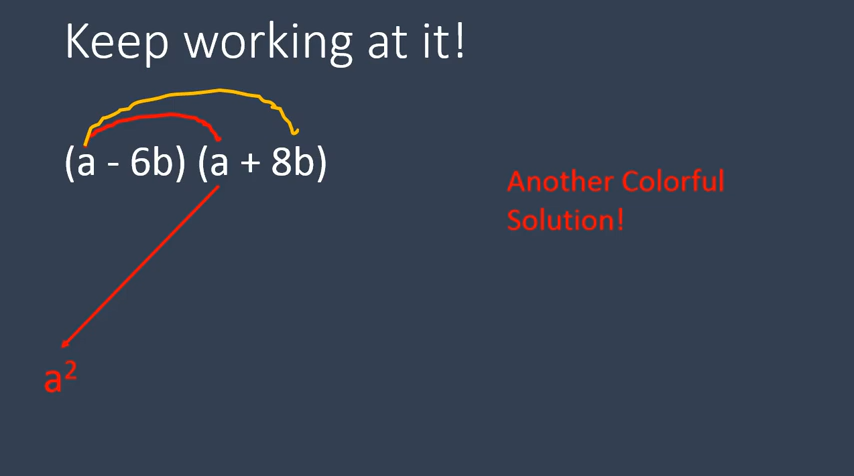 Keep working at it!
(a - 6b) (a + 8b)
Another Colorful
Solution!
a²